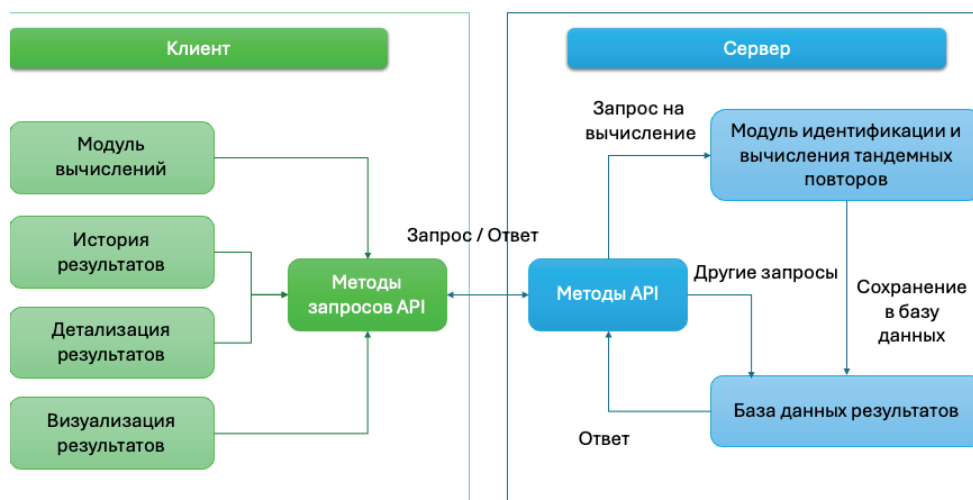 Клиент
Сервер
Модуль
вычислений
История
результатов
Детализация
результатов
Визуализация
результатов
Методы
запросов API
Запрос / Ответ
Методы API
Запрос на
вычисление
Модуль идентификации и
вычисления тандемных
повторов
Другие запросы
Сохранение
в базу
данных
База данных результатов
Ответ